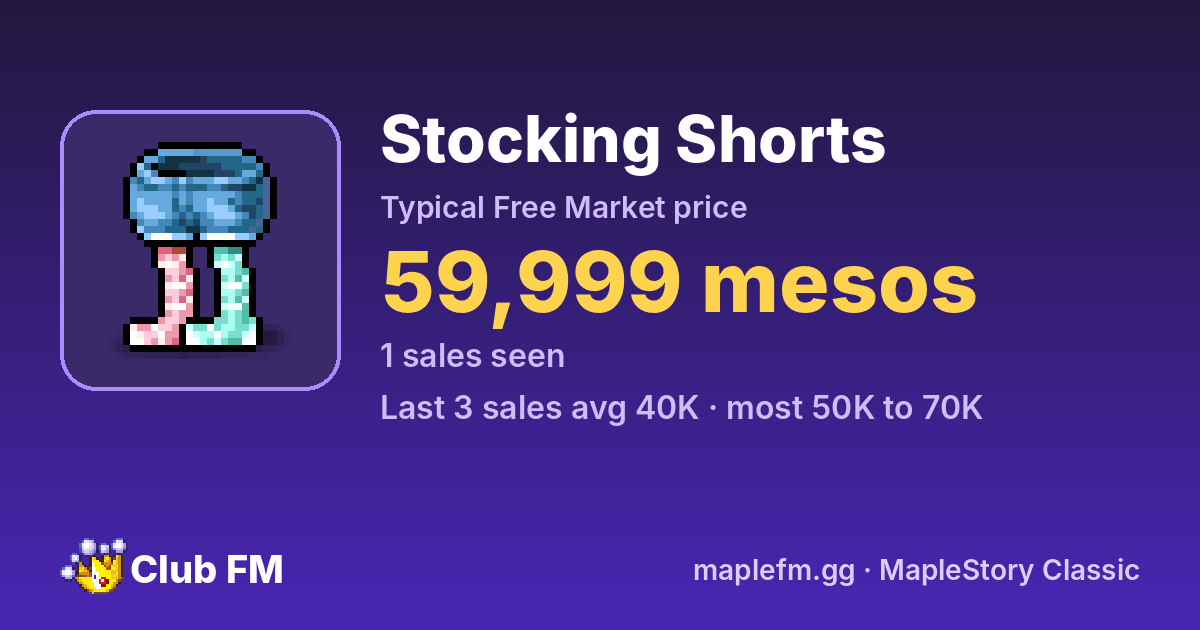 Stocking Shorts
Typical Free Market price
59,999 mesos
1 sales seen
Last 3 sales avg 40K · most 50K to 70K
Club FM
maplefm.gg · MapleStory Classic